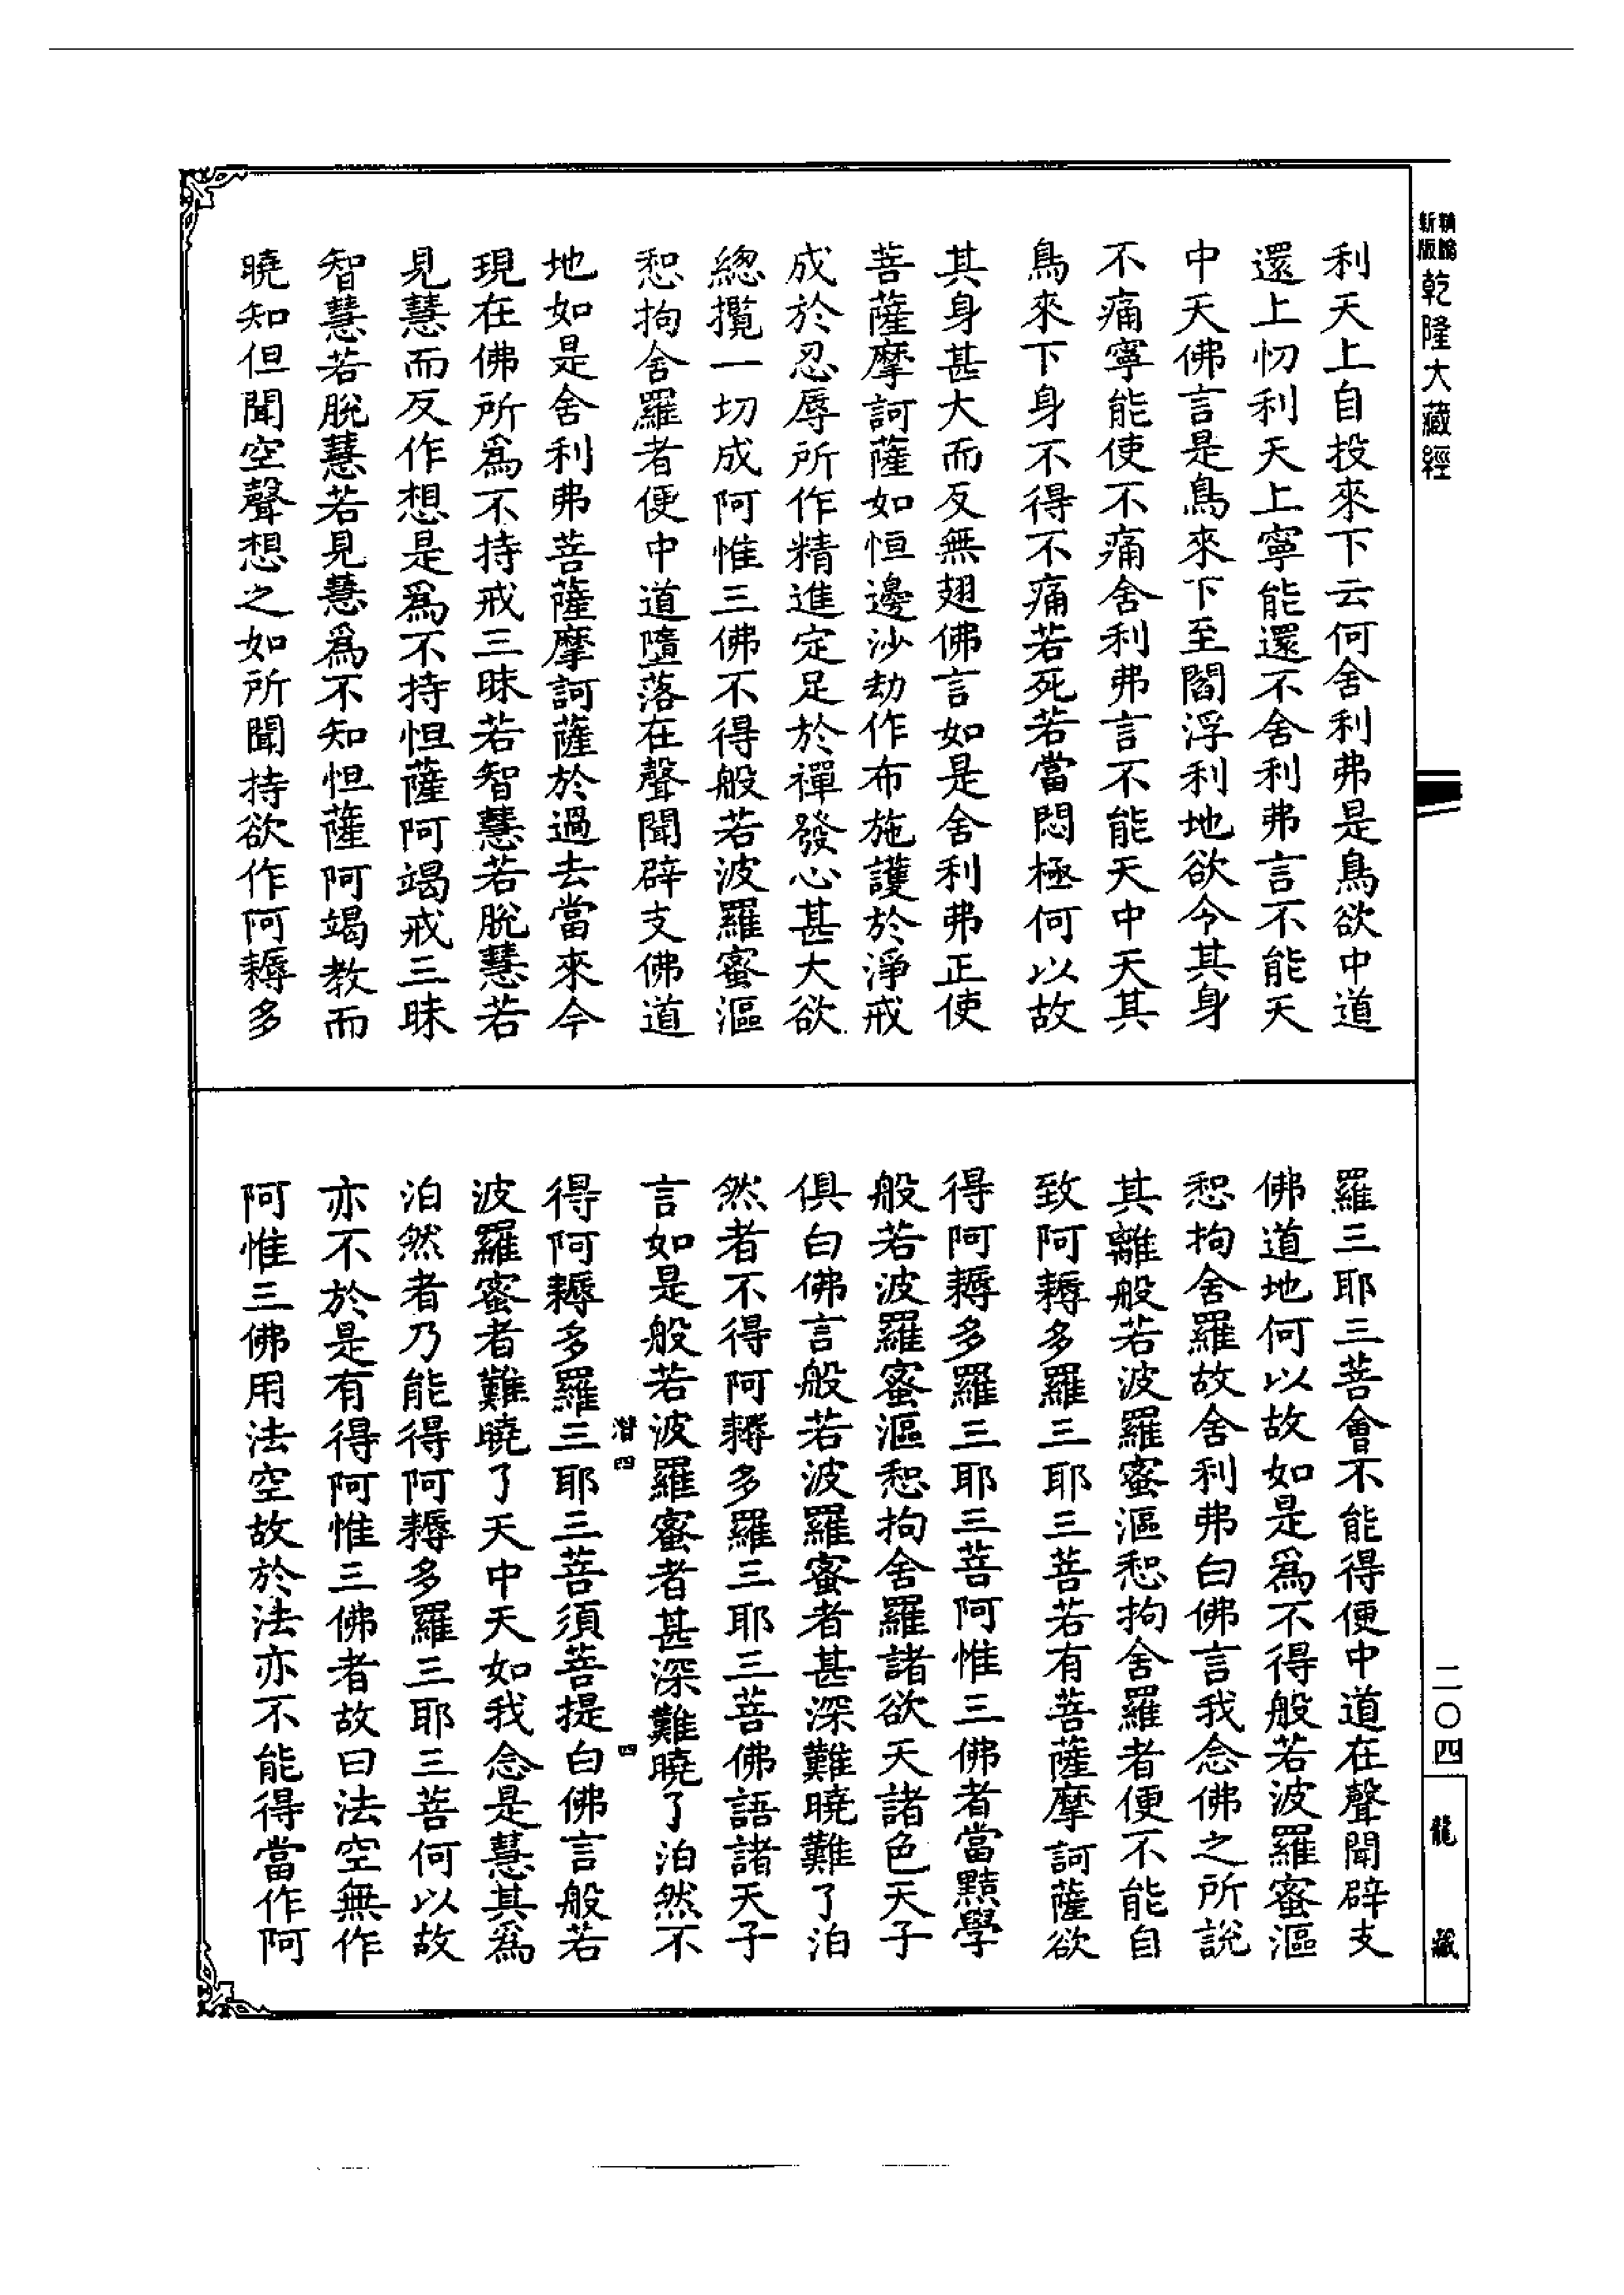 新版精縮乾隆大藏經
利天上自投來下云何舍利弗是鳥欲中道
還上忉利天上寧能還不舍利弗言不能天
中天佛言是鳥來下至閻浮利地欲令其身
不痛寧能使不痛舍利弗言不能天中天其
鳥來下身不得不痛若死若當悶極何以故
其身甚大而反無翅佛言如是舍利弗正使
菩薩摩訶薩如恒邊沙劫作布施護於淨戒
成於忍辱所作精進定足於禪發心甚大欲
總攬一切成阿惟三佛不得般若波羅蜜漚
惒拘舍羅者便中道墮落在聲聞辟支佛道
地如是舍利弗菩薩摩訶薩於過去當來今
現在佛所爲不持戒三昧若智慧若脫慧若
見慧而反作想是爲不持怛薩阿竭戒三昧
智慧若脫慧若見慧爲不知怛薩阿竭教而
曉知但聞空聲想之如所聞持欲作阿耨多
羅三耶三菩會不能得便中道在聲聞辟支
佛道地何以故如是爲不得般若波羅蜜漚
惒拘舍羅故舍利弗白佛言我念佛之所說
其離般若波羅蜜漚惒拘舍羅者便不能自
致阿耨多羅三耶三菩若有菩薩摩訶薩欲
得阿耨多羅三耶三菩阿惟三佛者當黠學
般若波羅蜜漚惒拘舍羅諸欲天諸色天子
俱白佛言般若波羅蜜者甚深難曉難了泊
然者不得阿耨多羅三耶三菩佛語諸天子
言如是般若波羅蜜者甚深難曉了泊然不
潛四
四
得阿耨多羅三耶三菩須菩提白佛言般若
波羅蜜者難曉了天中天如我念是慧其爲
泊然者乃能得阿耨多羅三耶三菩何以故
亦不於是有得阿惟三佛者故曰法空無作
阿惟三佛用法空故於法亦不能得當作阿
二〇四
龍藏